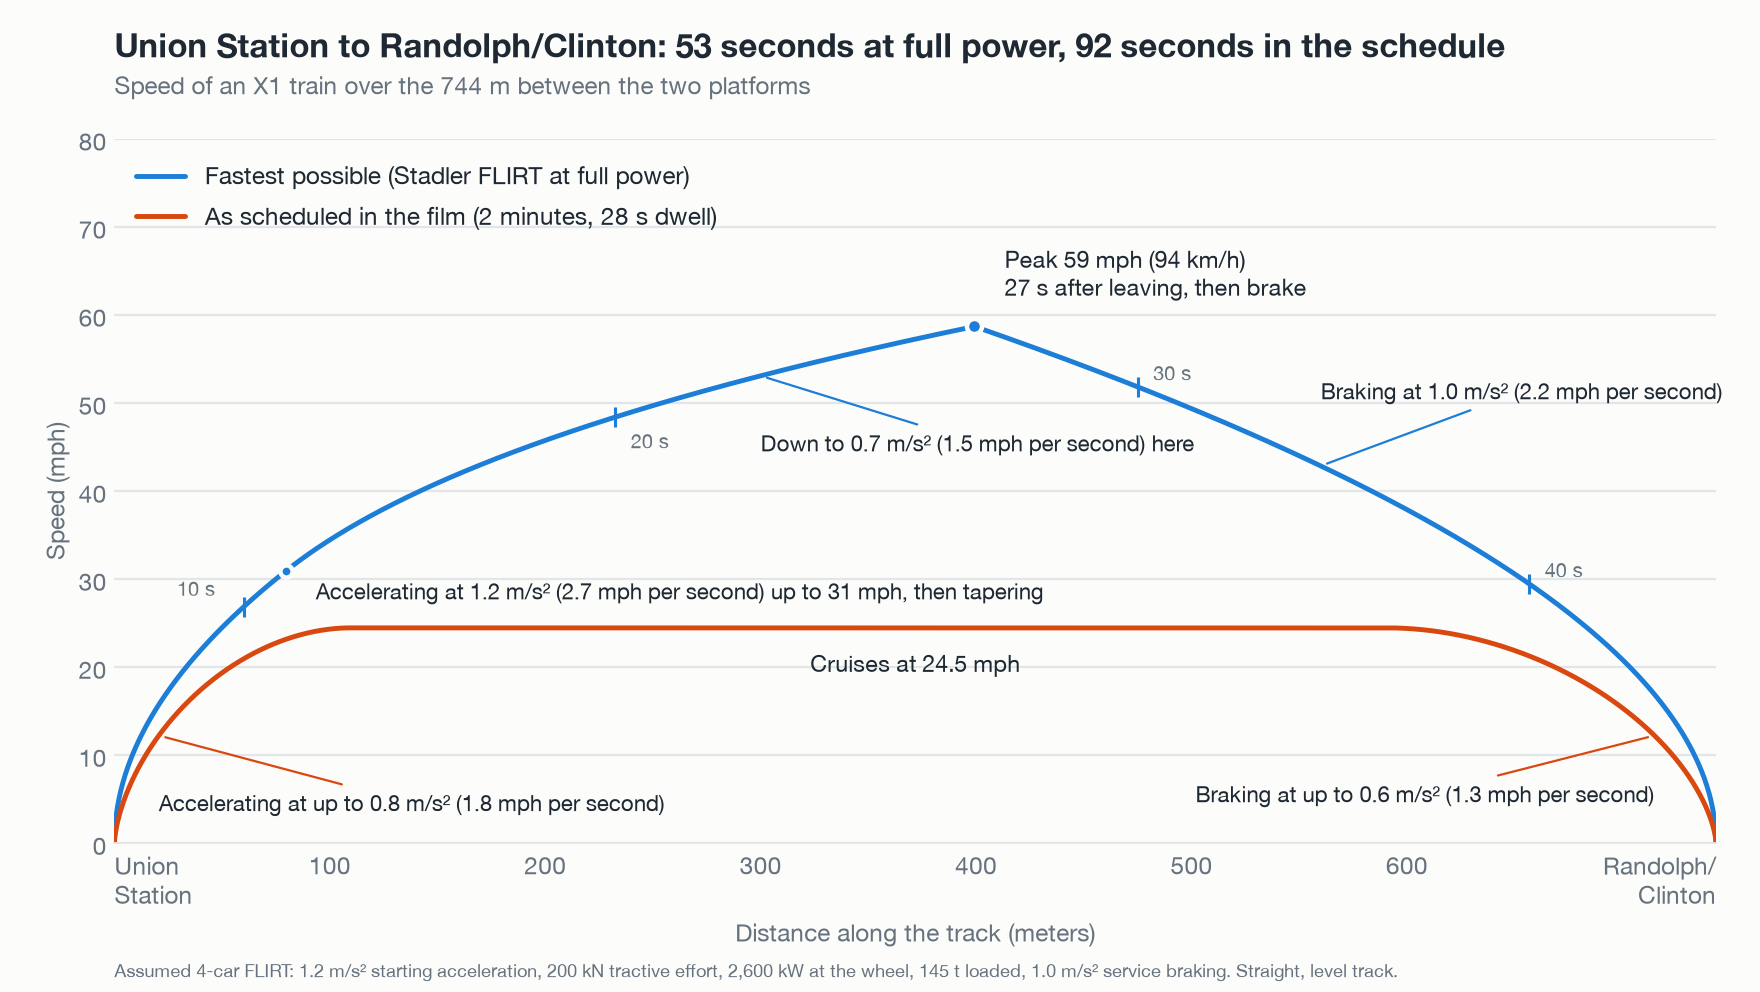 Union Station to Randolph/Clinton: 53 seconds at full power, 92 seconds in the schedule
Speed of an X1 train over the 744 m between the two platforms
80
70
60
50
40
30
20
10
0
Speed (mph)
Fastest possible (Stadler FLIRT at full power)
As scheduled in the film (2 minutes, 28 s dwell)
Peak 59 mph (94 km/h)
27 s after leaving, then brake
30 s
Braking at 1.0 m/s² (2.2 mph per second)
20 s
Down to 0.7 m/s² (1.5 mph per second) here
40 s
10 s
Accelerating at 1.2 m/s² (2.7 mph per second) up to 31 mph, then tapering
Cruises at 24.5 mph
Accelerating at up to 0.8 m/s² (1.8 mph per second)
Braking at up to 0.6 m/s² (1.3 mph per second)
Union
Station
100
200
300
400
500
600
Randolph/
Clinton
Distance along the track (meters)
Assumed 4-car FLIRT: 1.2 m/s² starting acceleration, 200 kN tractive effort, 2,600 kW at the wheel, 145 t loaded, 1.0 m/s² service braking. Straight, level track.